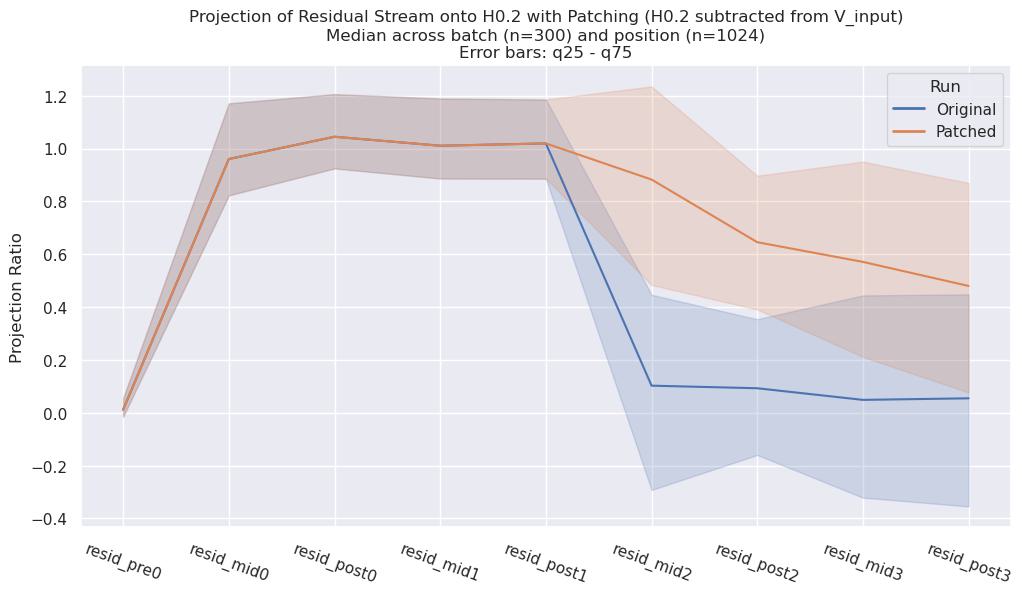 Projection of Residual Stream onto H0.2 with Patching (H0.2 subtracted from V_input)
Median across batch (n=300) and position (n=1024)
Error bars: q25 - q75
Run
Original
Patched
Projection Ratio
1.2
1.0
0.8
0.6
0.4
0.2
0.0
−0.2
−0.4
resid_pre0
resid_mid0
resid_post0
resid_mid1
resid_post1
resid_mid2
resid_post2
resid_mid3
resid_post3